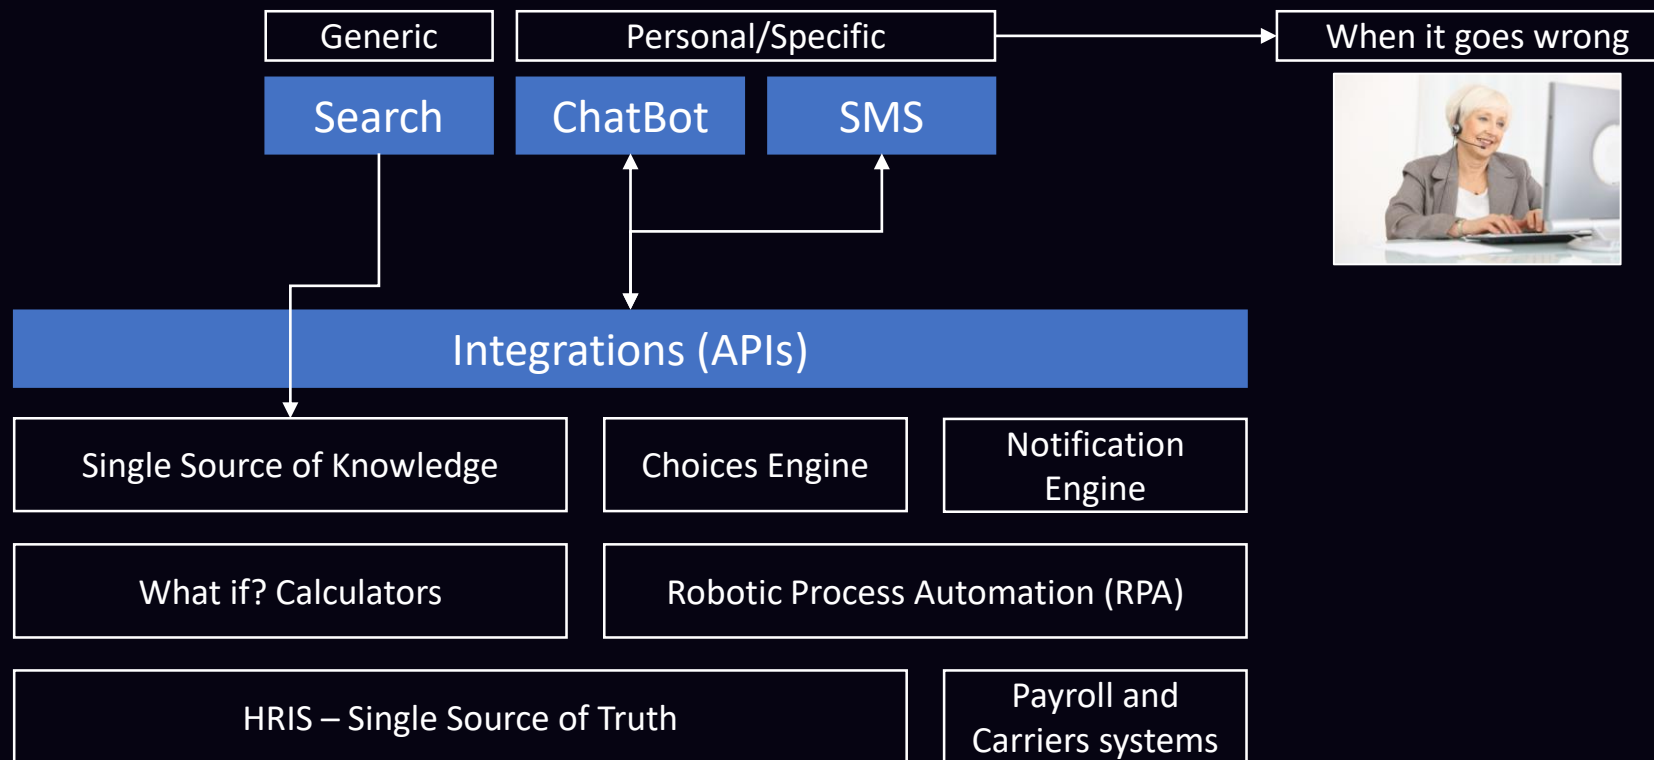 Generic
Personal/Specific
When it goes wrong
Search
ChatBot
SMS
Integrations (APIs)
Single Source of Knowledge
Choices Engine
Notification
Engine
What if? Calculators
Robotic Process Automation (RPA)
HRIS – Single Source of Truth
Payroll and
Carriers systems